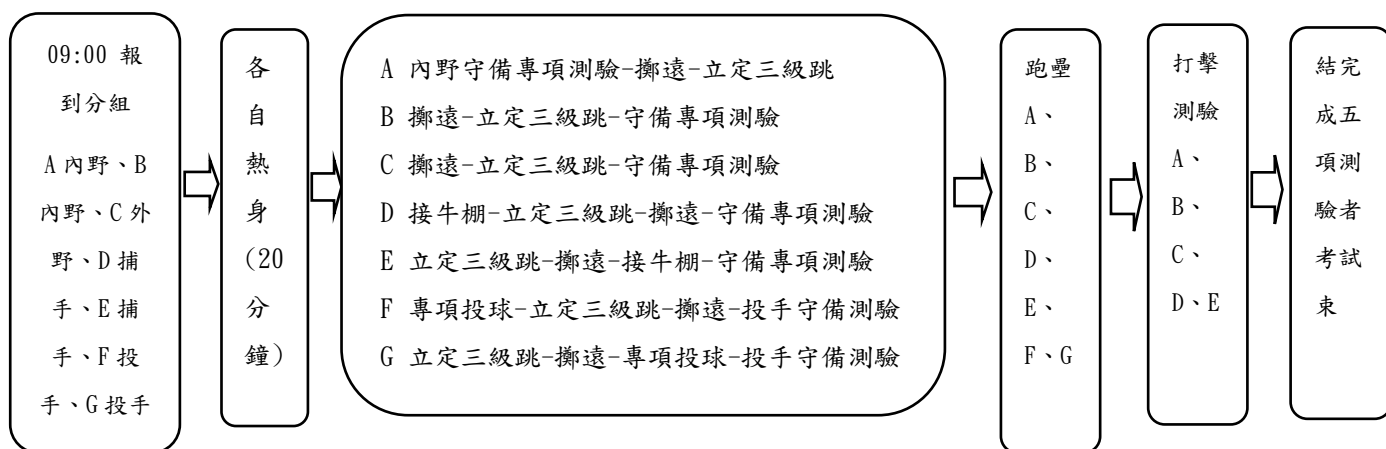 09:00 報
到分組
A 內野、B
內野、C 外
野、D 捕
手、E 捕
手、F 投
手、G 投手
各
自
熱
身
(20
分
鐘)
A 內野守備專項測驗-擲遠-立定三級跳
B 擲遠-立定三級跳-守備專項測驗
C 擲遠-立定三級跳-守備專項測驗
D 接牛棚-立定三級跳-擲遠-守備專項測驗
E 立定三級跳-擲遠-接牛棚-守備專項測驗
F 專項投球-立定三級跳-擲遠-投手守備測驗
G 立定三級跳-擲遠-專項投球-投手守備測驗
跑壘
A、
B、
C、
D、
E、
F、G
打擊
測驗
A、
B、
C、
D、E
結完
成五
項測
驗者
考試
束